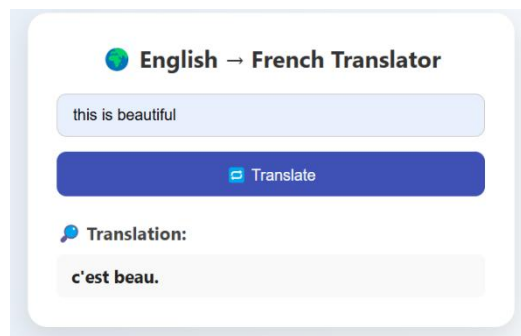 English → French Translator
this is beautiful
Translate
Translation:
c'est beau.